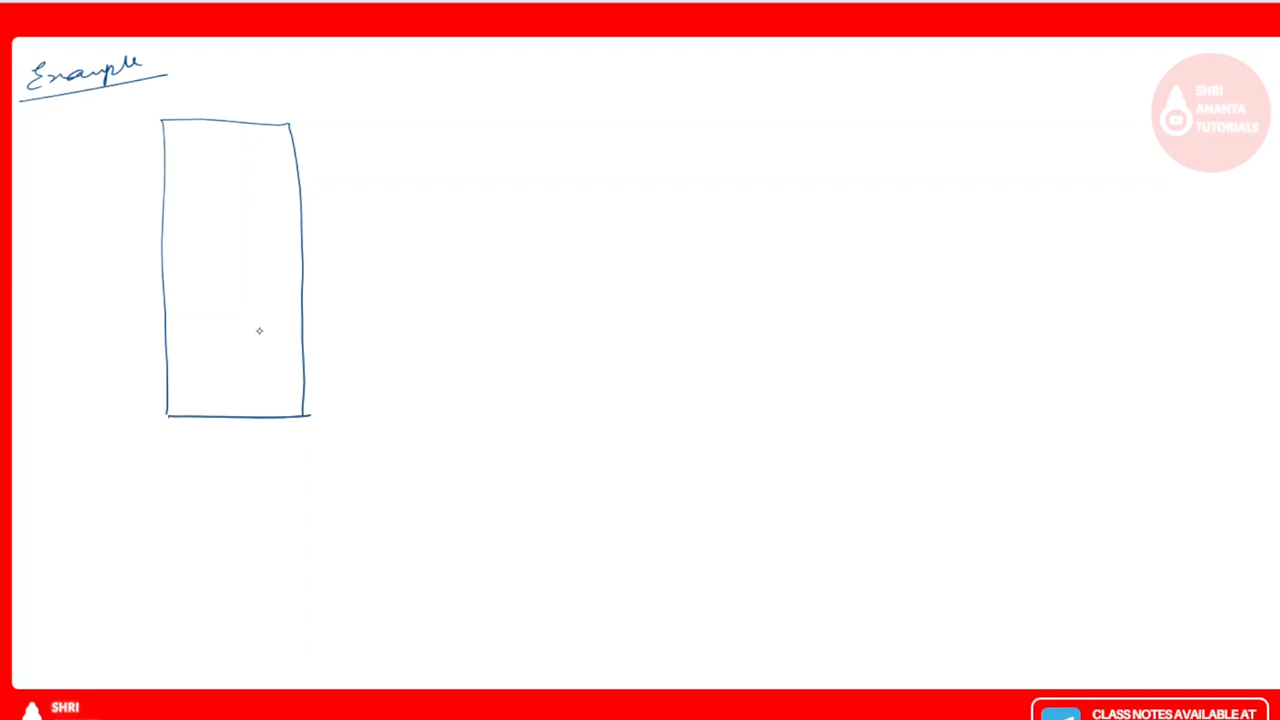 Example
SHRI
ANANTA
TUTORIALS
SHRI
CLASS NOTES AVAILABLE AT